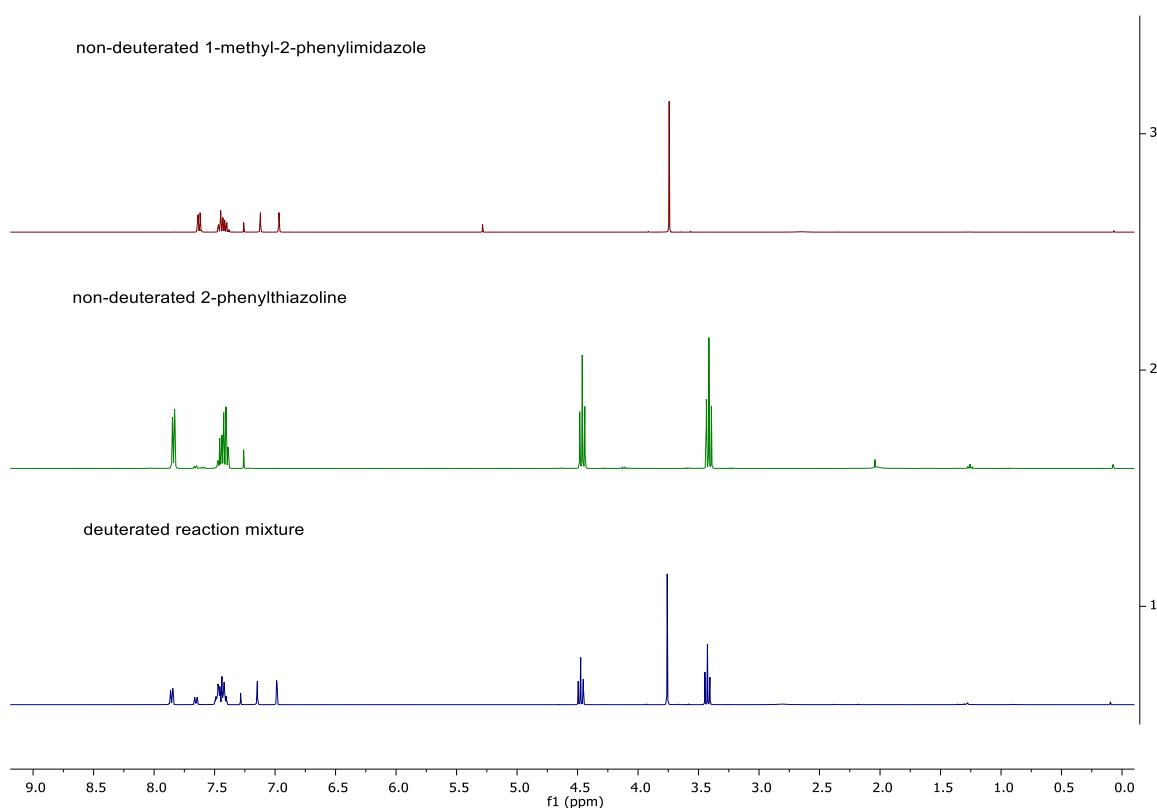 non-deuterated 1-methyl-2-phenylimidazole
3
non-deuterated 2-phenylthiazoline
2
deuterated reaction mixture
1
9.0 8.5 8.0 7.5 7.0 6.5 6.0 5.5 5.0 4.5 4.0 3.5 3.0 2.5 2.0 1.5 1.0 0.5 0.0
f1 (ppm)